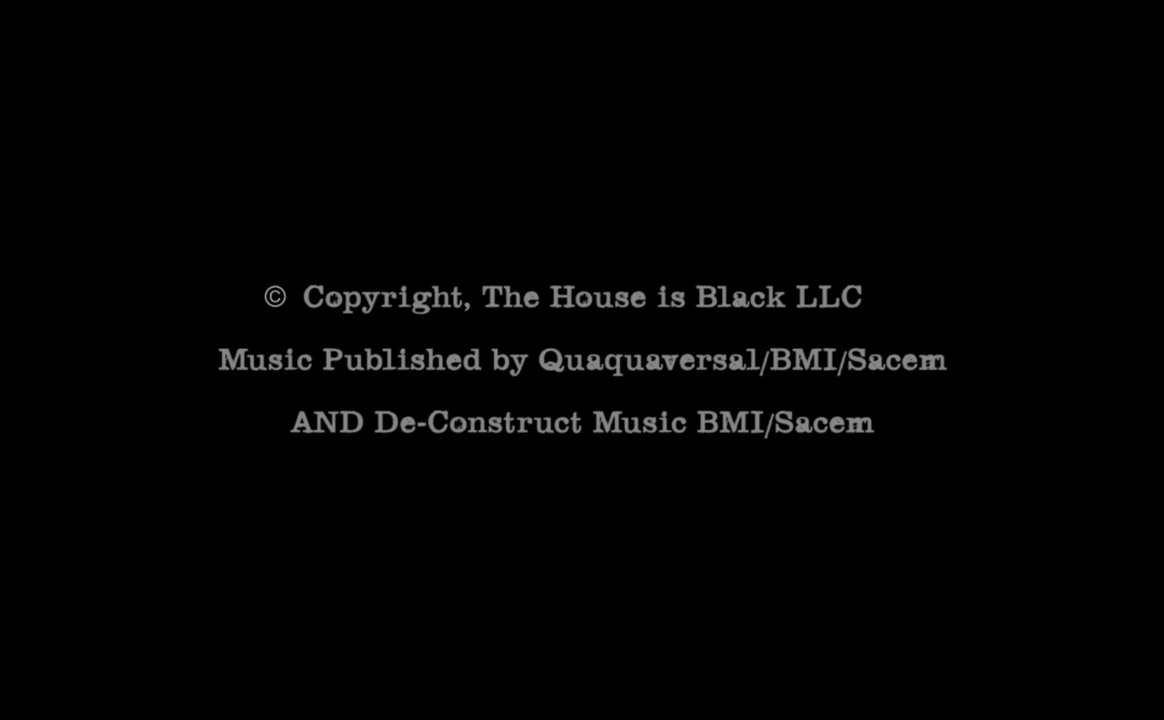 © Copyright, The House is Black LLC
Music Published by Quaquaversal/BMI/Sacem
AND De-Construct Music BMI/Sacem